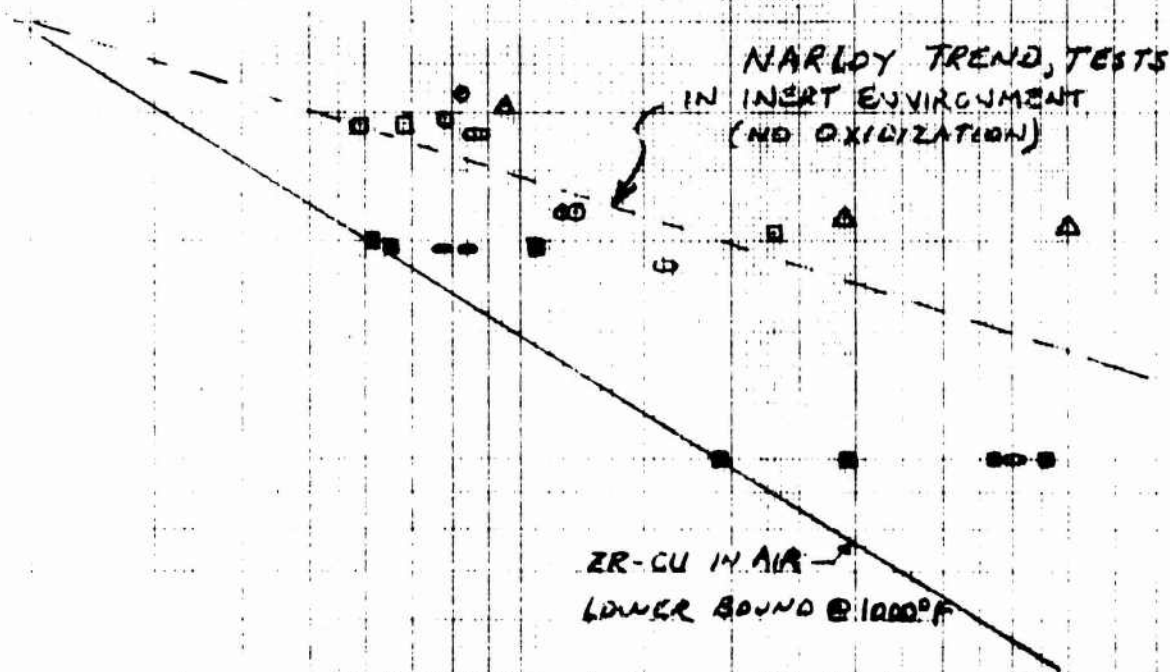 NARLOY TREND, TESTS
IN INERT ENVIRONMENT
(NO OXIDIZATION)
ZR-CU IN AIR
LOWER BOUND @ 1000°F